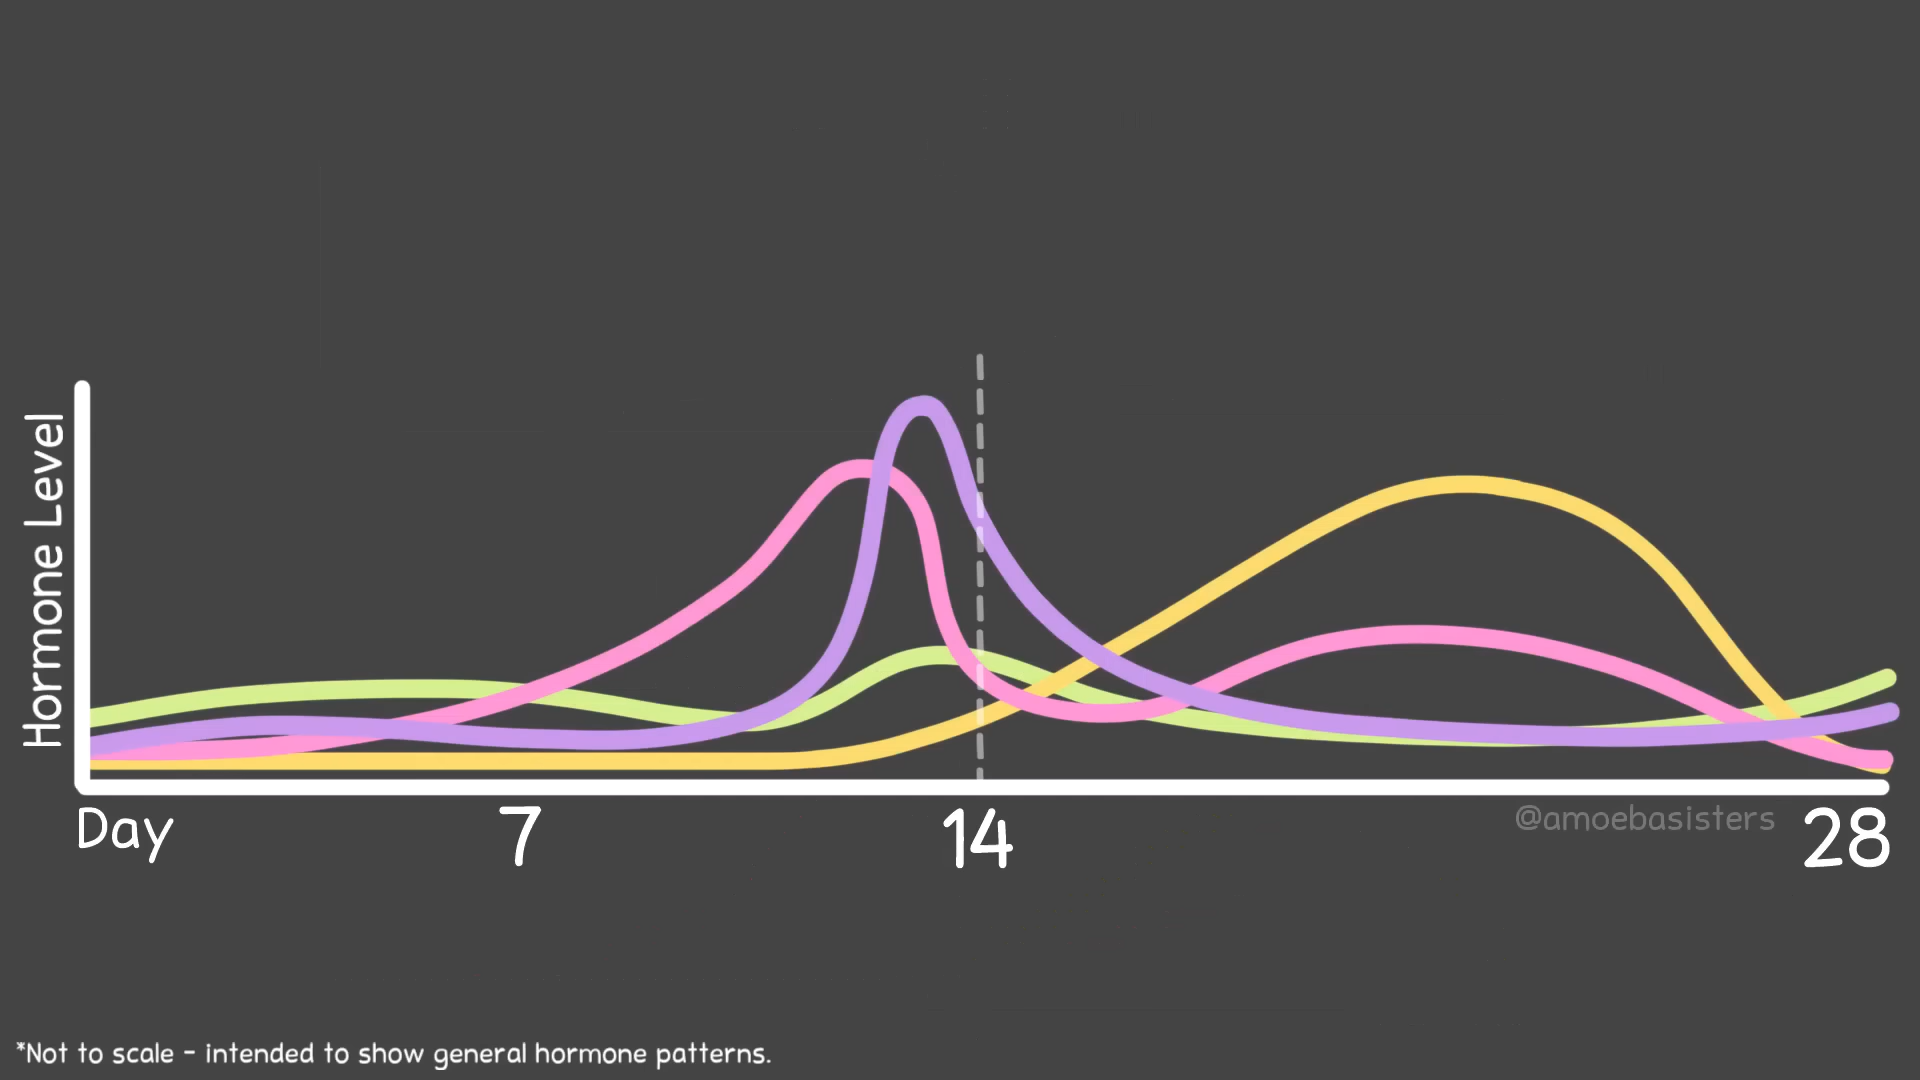 Hormone Level
Day 7 14 28
@amoebasisters
*Not to scale - intended to show general hormone patterns.